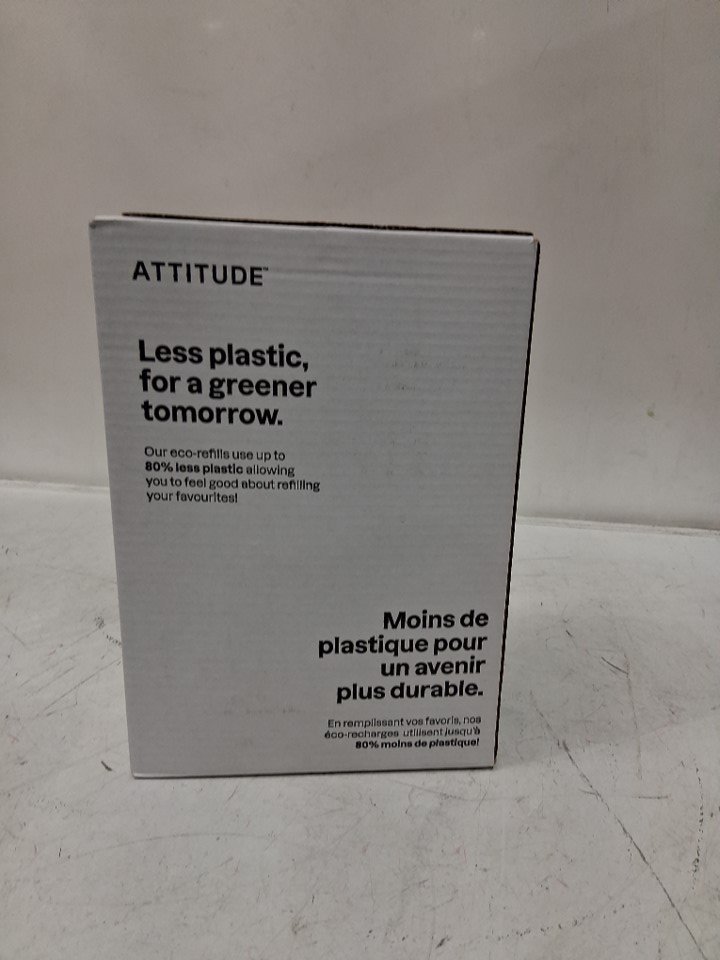 ATTITUDE™
Less plastic,
for a greener
tomorrow.
Our eco-refills use up to
80% less plastic allowing
you to feel good about refilling
your favourites!
Moins de
plastique pour
un avenir
plus durable.
En remplissant vos favoris, nos
éco-recharges utilisent jusqu'à
80% moins de plastique!